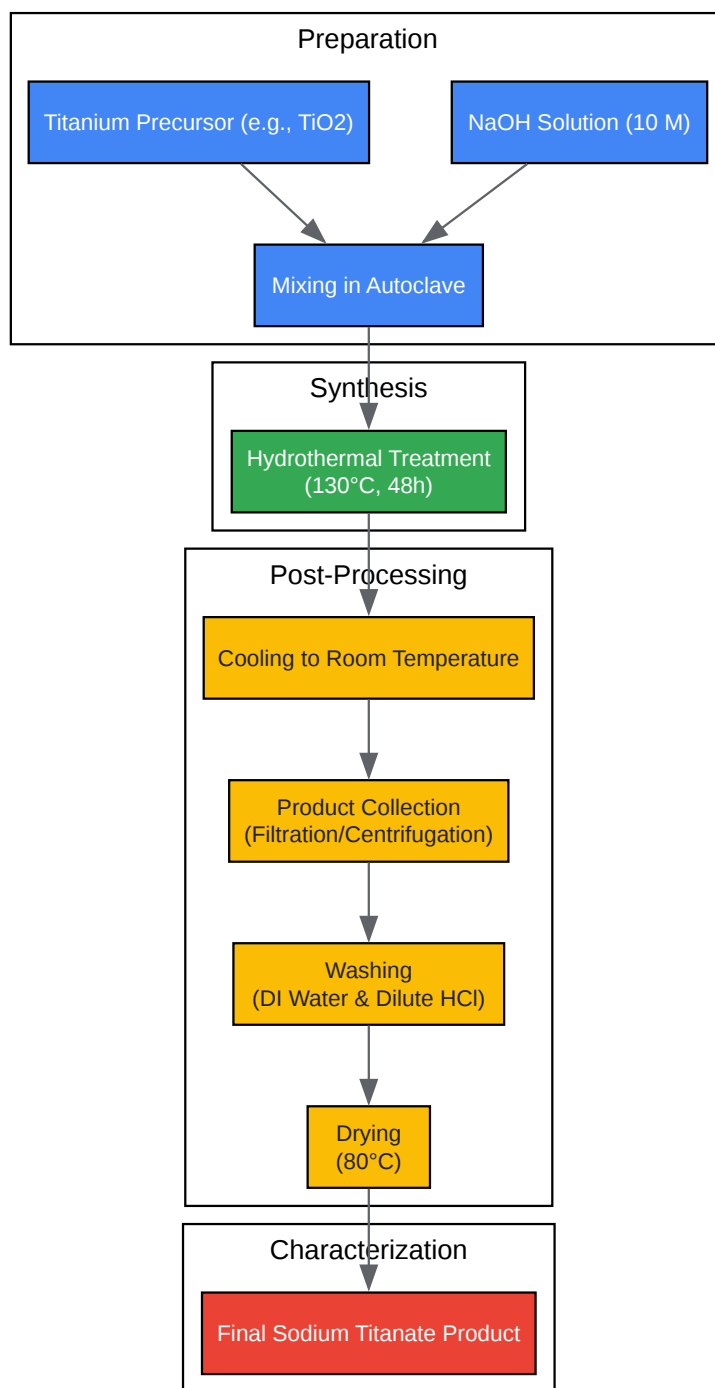 Preparation
Titanium Precursor (e.g., TiO2)
NaOH Solution (10 M)
Mixing in Autoclave
Synthesis
Hydrothermal Treatment
(130°C, 48h)
Post-Processing
Cooling to Room Temperature
Product Collection
(Filtration/Centrifugation)
Washing
(DI Water & Dilute HCl)
Drying
(80°C)
Characterization
Final Sodium Titanate Product